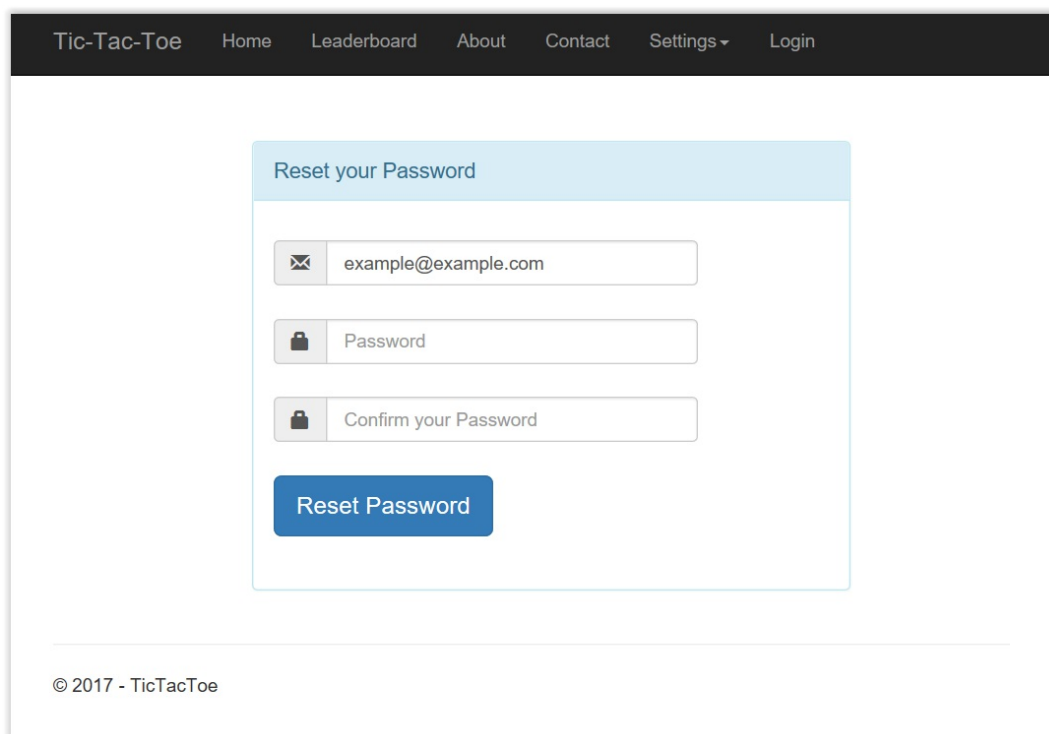 Tic-Tac-Toe Home Leaderboard About Contact Settings Login
Reset your Password
example@example.com
Password
Confirm your Password
Reset Password
© 2017 - TicTacToe